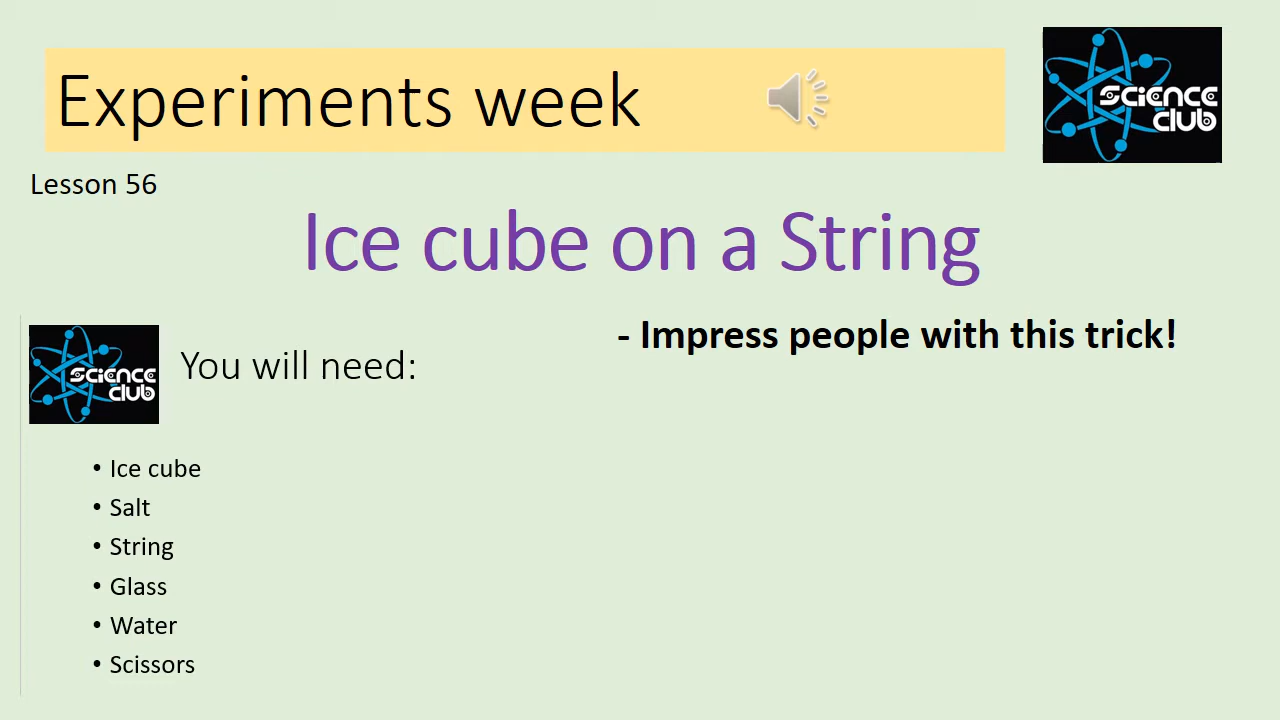 Experiments week
Science club
Lesson 56
Ice cube on a String
- Impress people with this trick!
Science club
You will need:
• Ice cube
• Salt
• String
• Glass
• Water
• Scissors